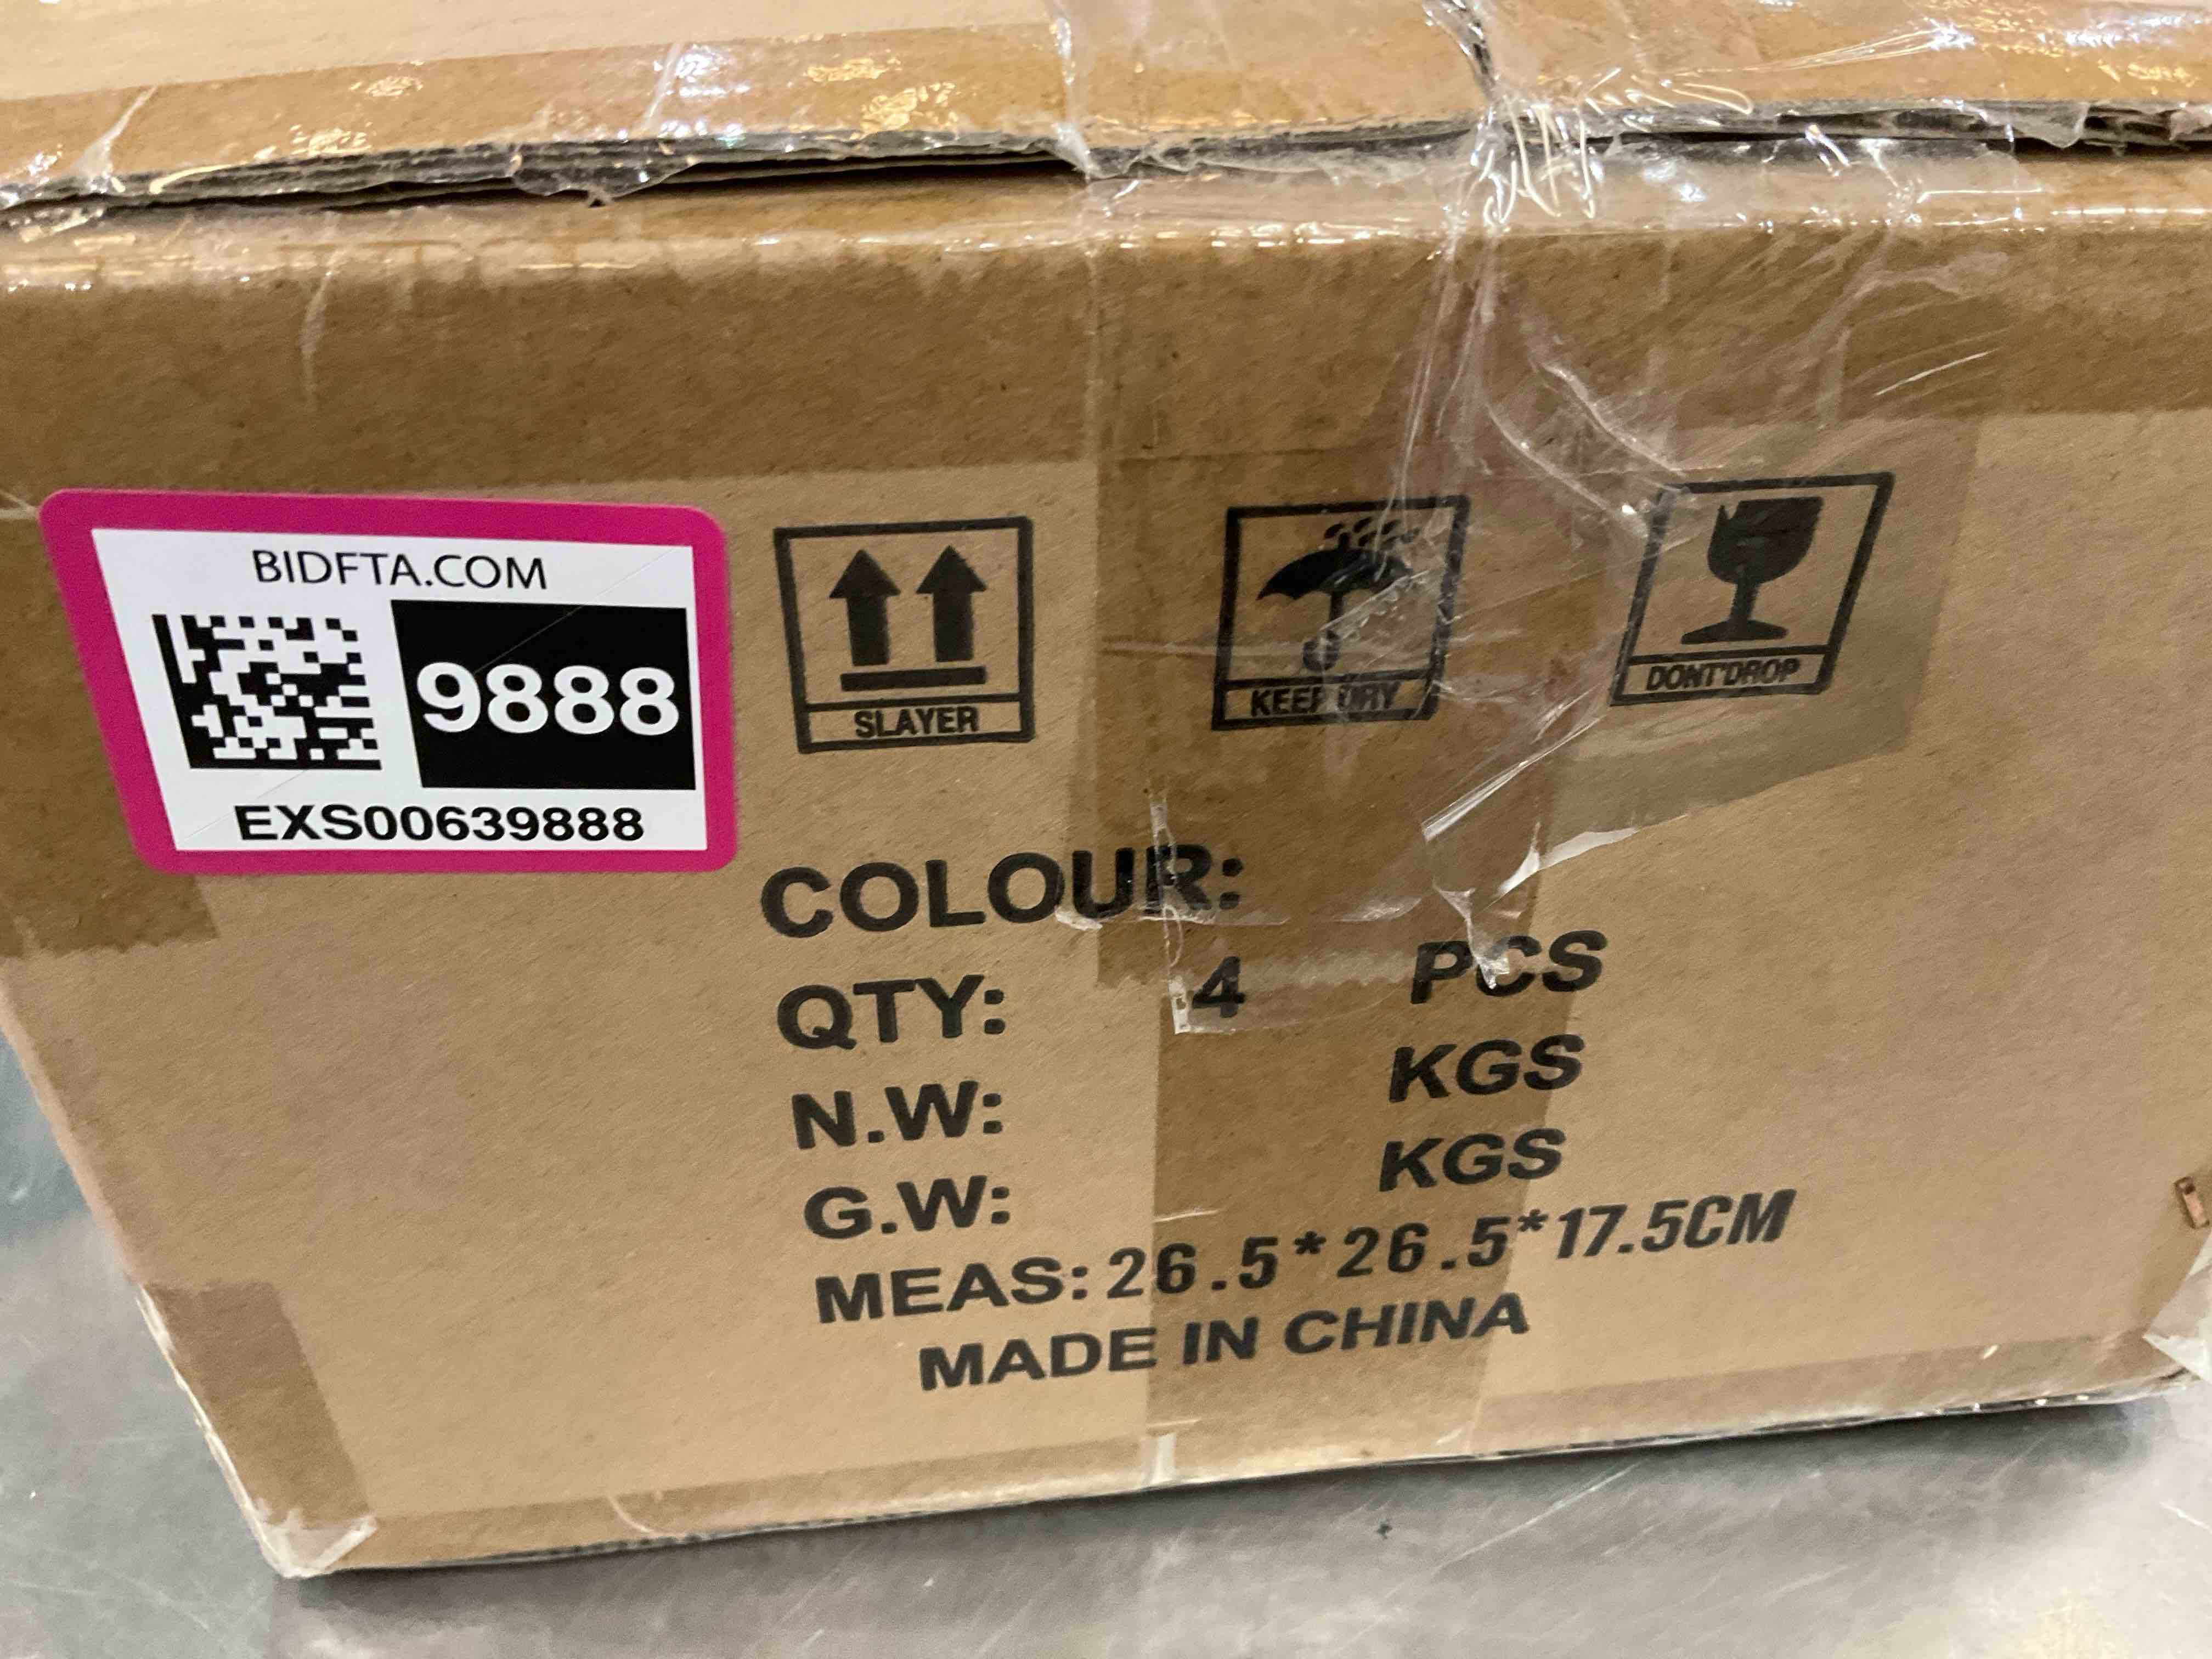 BIDFTA.COM
9888
EXS00639888
SLAYER
KEEP DRY
DONT'DROP
COLOUR:
QTY: 4 PCS
N.W: KGS
G.W: KGS
MEAS:26.5*26.5*17.5CM
MADE IN CHINA